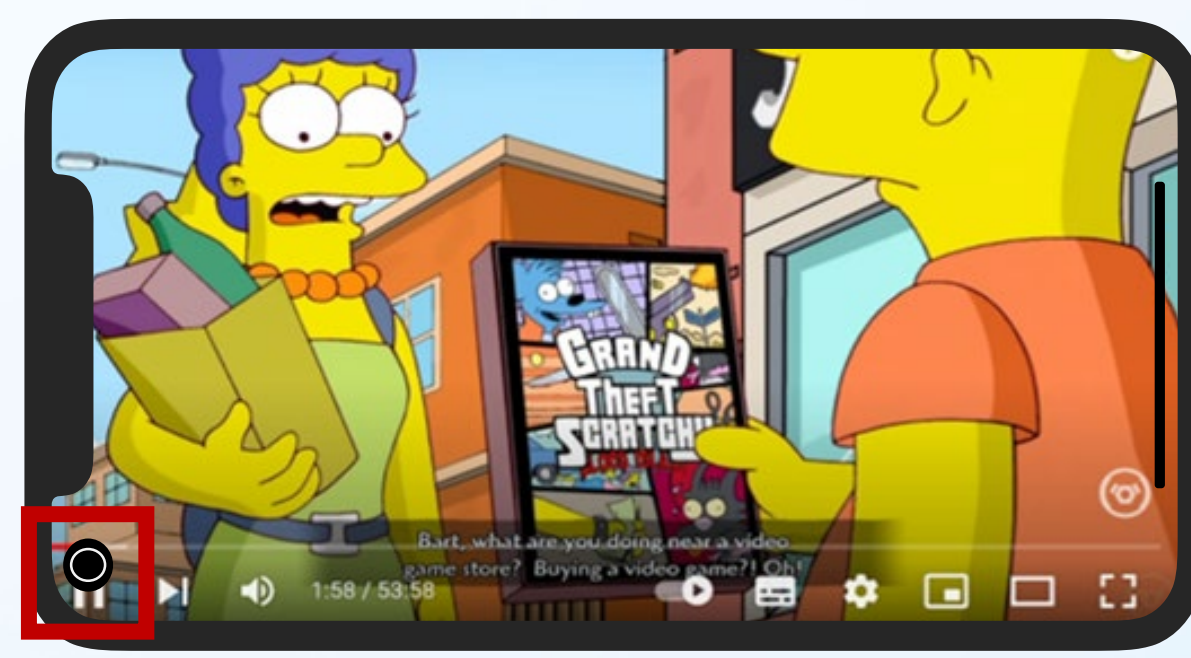 GRAND
THEFT
SCRATCHY
Bart, what are you doing near a video
game store? Buying a video game?! Oh!
1:58 / 53:58